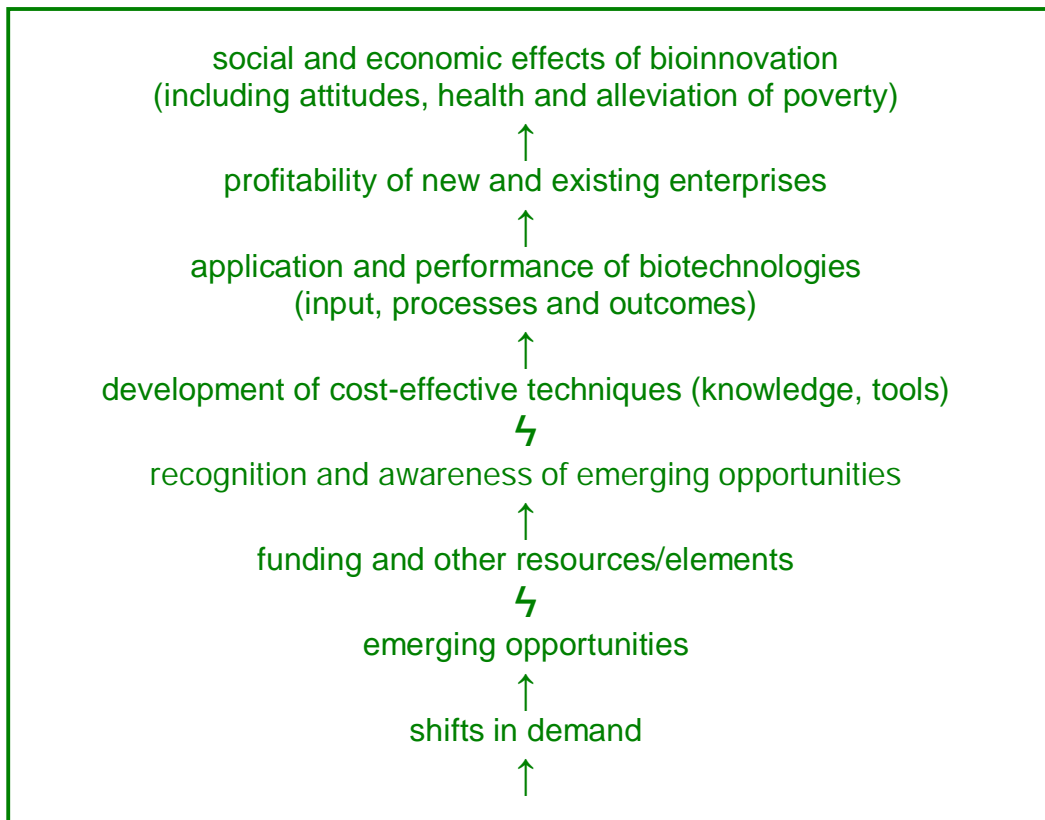 social and economic effects of bioinnovation
(including attitudes, health and alleviation of poverty)
↑
profitability of new and existing enterprises
↑
application and performance of biotechnologies
(input, processes and outcomes)
↑
development of cost-effective techniques (knowledge, tools)
ϟ
recognition and awareness of emerging opportunities
↑
funding and other resources/elements
ϟ
emerging opportunities
↑
shifts in demand
↑